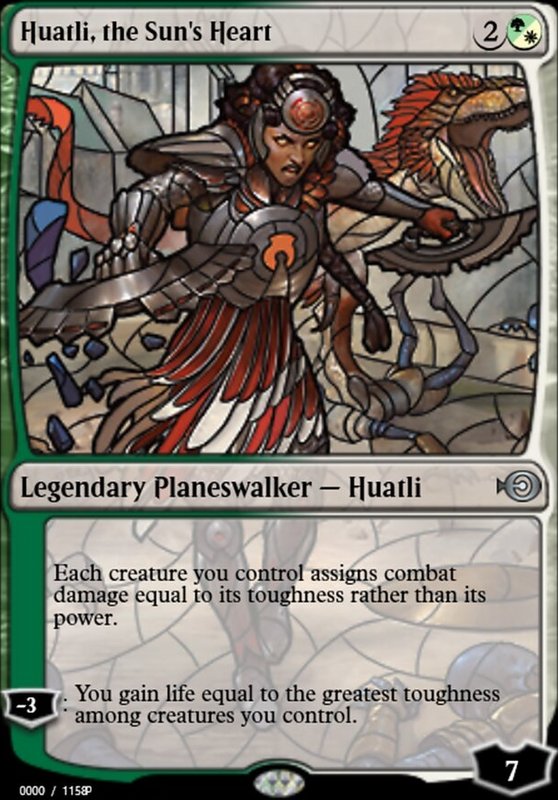 Huatli, the Sun's Heart 2
Legendary Planeswalker — Huatli
Each creature you control assigns combat
damage equal to its toughness rather than its
power.
-3 : You gain life equal to the greatest toughness
among creatures you control.
7
0000 / 1158P